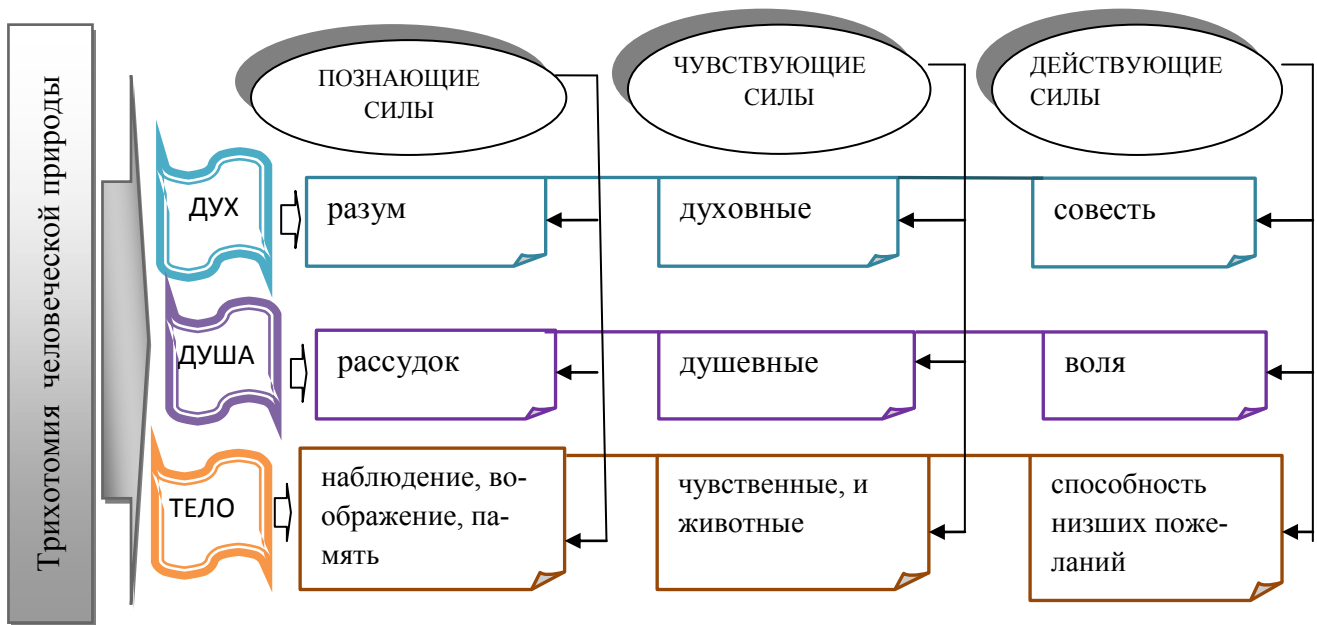 Трихотомия человеческой природы
ПОЗНАЮЩИЕ
СИЛЫ
ЧУВСТВУЮЩИЕ
СИЛЫ
ДЕЙСТВУЮЩИЕ
СИЛЫ
ДУХ
разум
духовные
совесть
ДУША
рассудок
душевные
воля
ТЕЛО
наблюдение, во-
ображение, па-
мять
чувственные, и
животные
способность
низших поже-
ланий